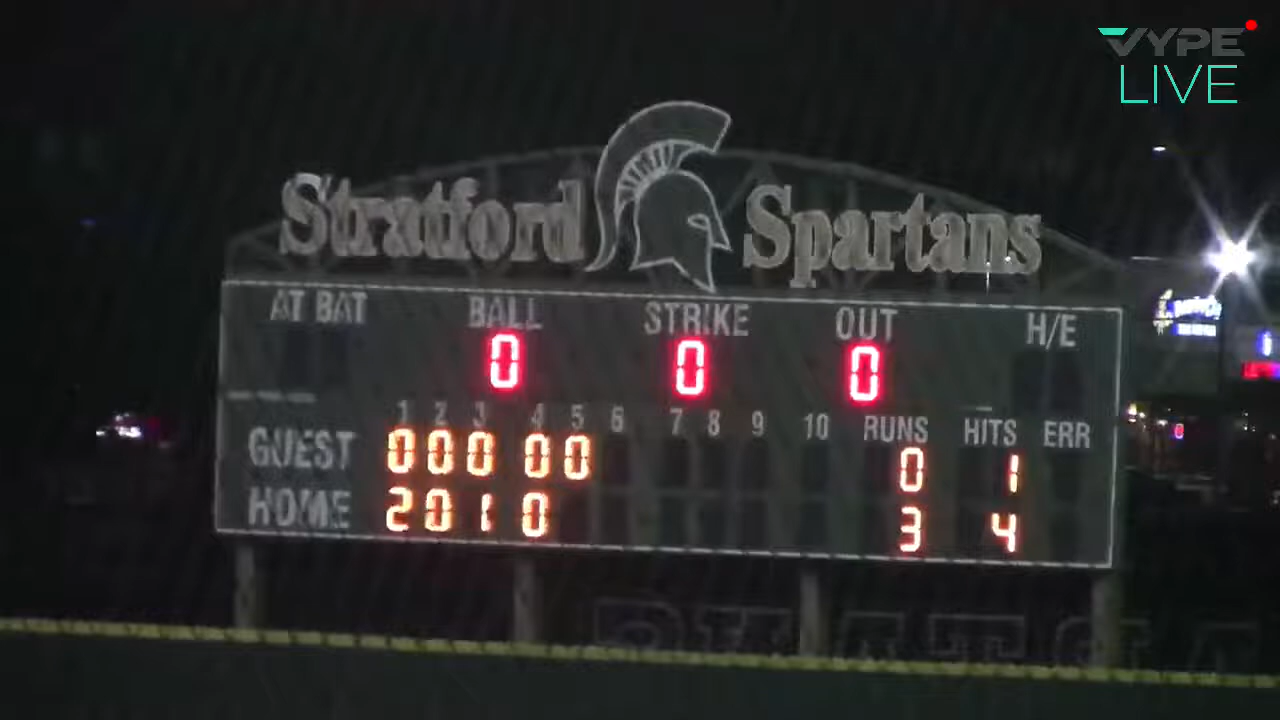 VYPE
LIVE
Stratford Spartans
AT BAT BALL STRIKE OUT H/E
0 0 0
1 2 3 4 5 6 7 8 9 10 RUNS HITS ERR
GUEST 0 0 0 0 0 0 1
HOME 2 0 1 0 3 4